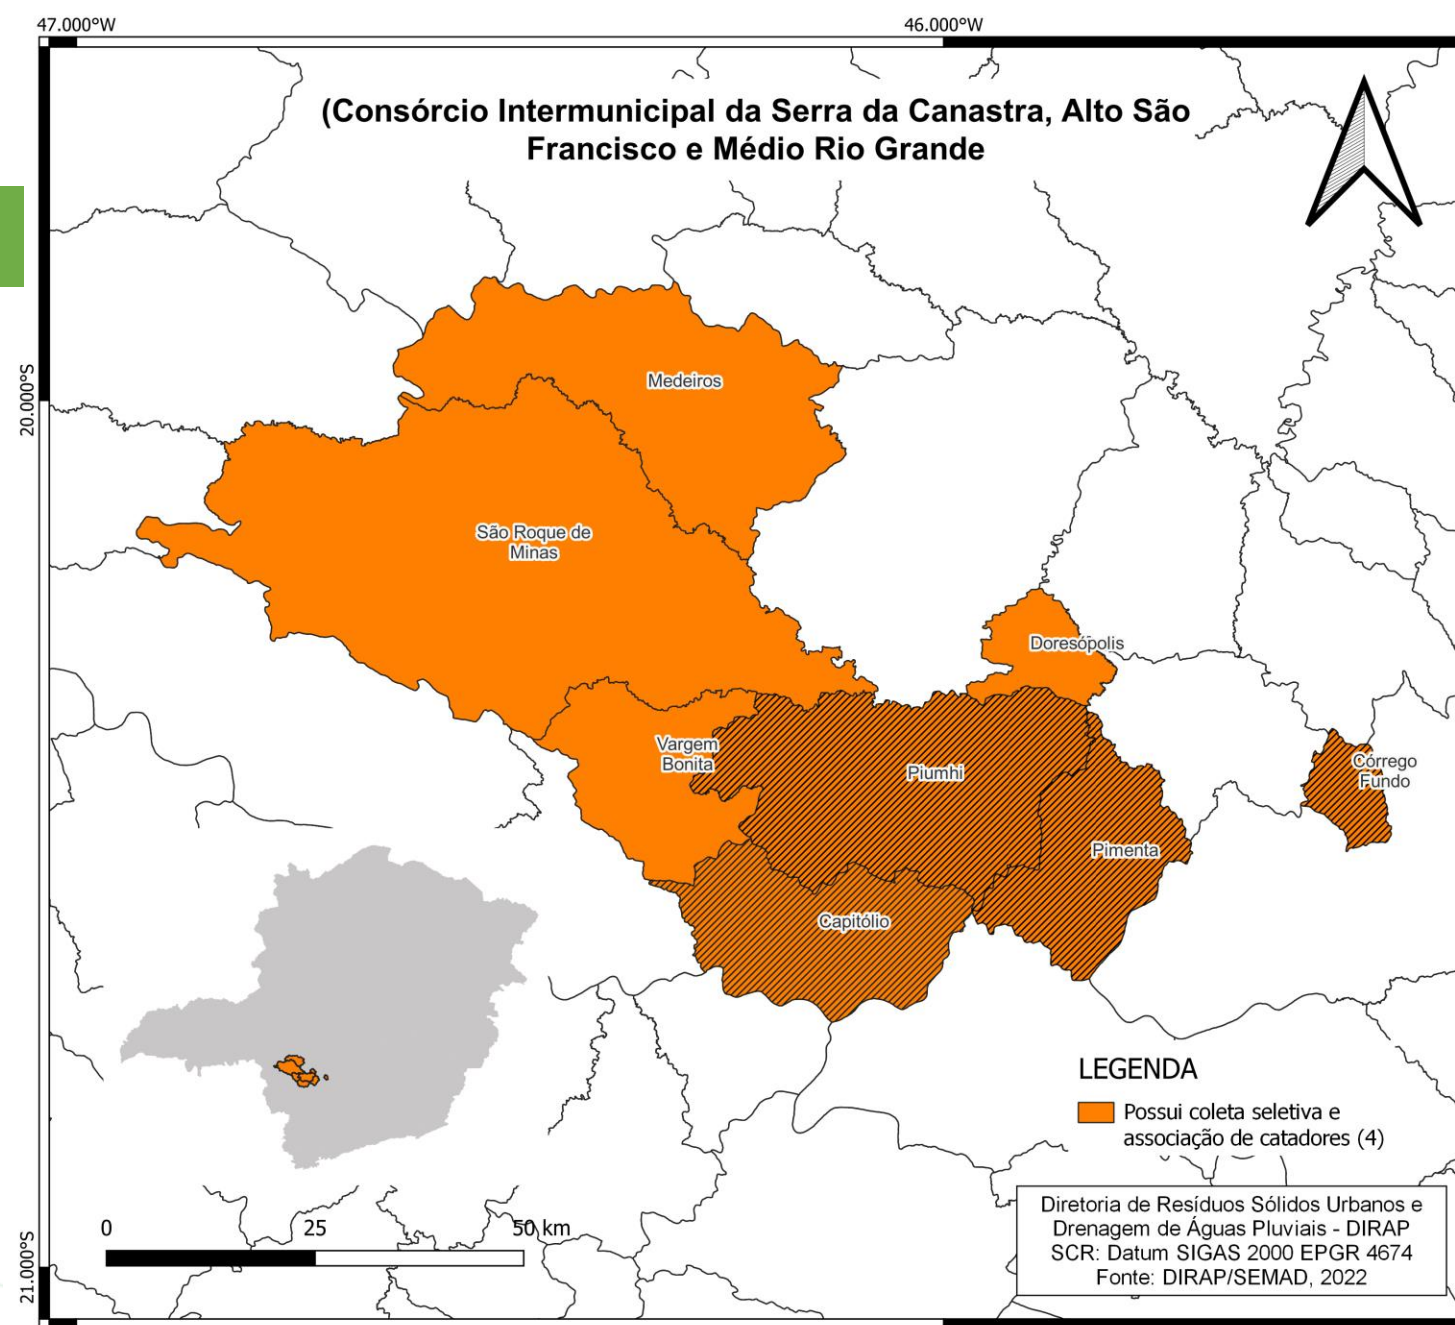 47.000°W
46.000°W
(Consórcio Intermunicipal da Serra da Canastra, Alto São
Francisco e Médio Rio Grande
20.000°S
Medeiros
São Roque de
Minas
Doresópolis
Vargem
Bonita
Piumhi
Córrego
Fundo
Pimenta
Capitólio
LEGENDA
Possui coleta seletiva e
associação de catadores (4)
0 25 50 km
Diretoria de Resíduos Sólidos Urbanos e
Drenagem de Águas Pluviais - DIRAP
SCR: Datum SIGAS 2000 EPGR 4674
Fonte: DIRAP/SEMAD, 2022
21.000°S